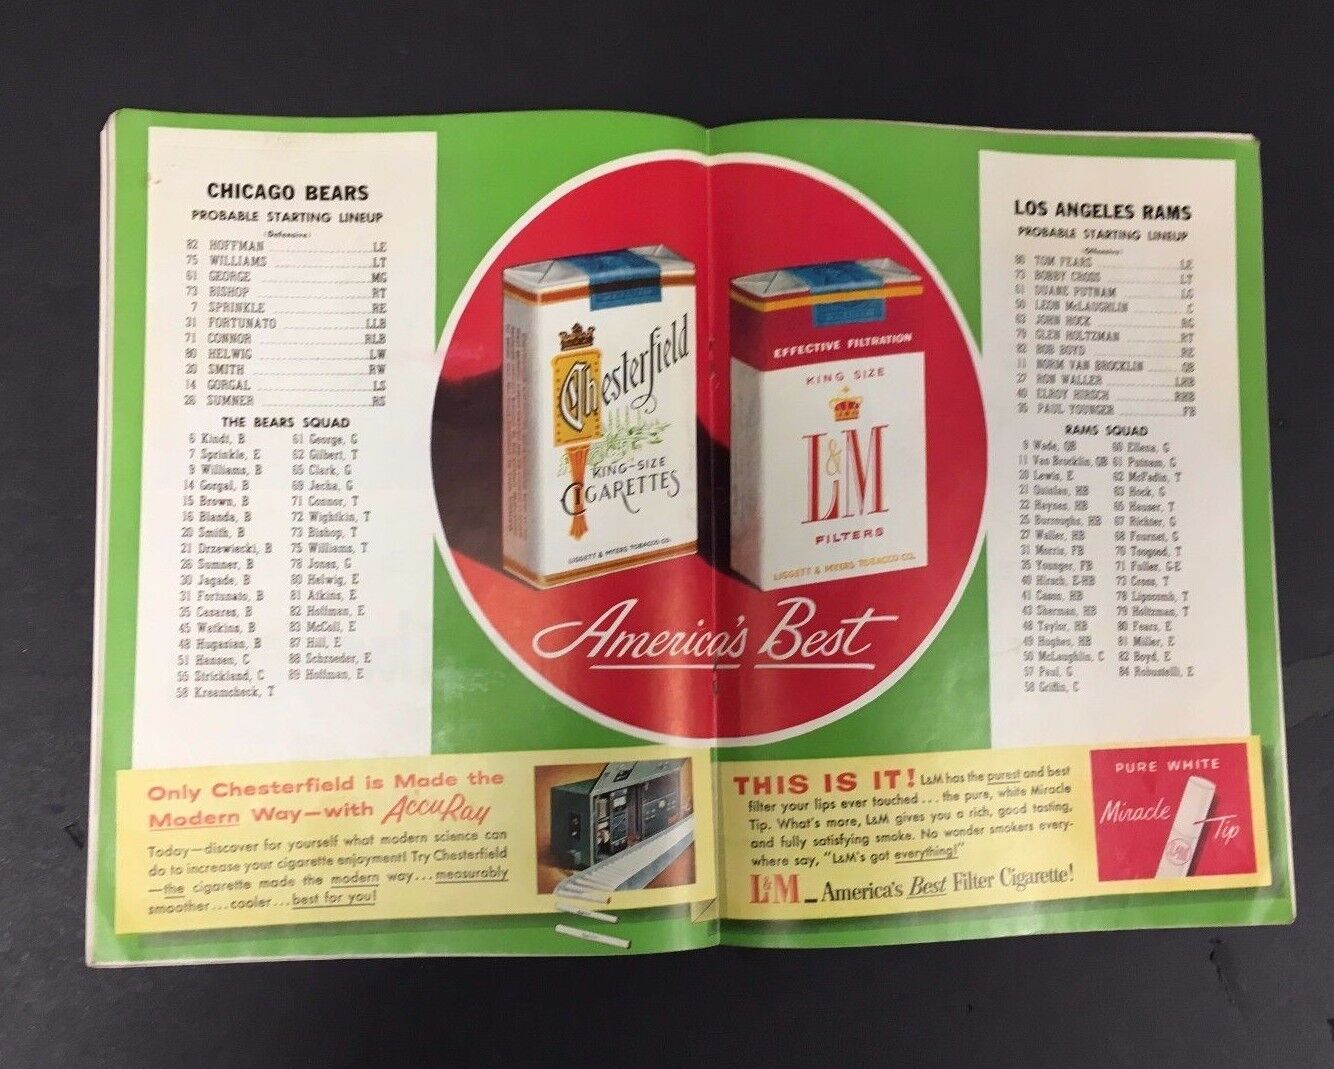 CHICAGO BEARS
PROBABLE STARTING LINEUP
(Defensive)
82 HOFFMAN LE
75 WILLIAMS LT
61 GEORGE MG
73 BISHOP RT
7 SPRINKLE RE
31 FORTUNATO LLB
71 CONNOR RLB
80 HELWIG LW
20 SMITH RW
14 GORGAL LS
26 SUMNER RS
THE BEARS SQUAD
6 Kindt, B
7 Sprinkle, E
9 Williams, B
14 Gorgal, B
15 Brown, B
16 Blanda, B
20 Smith, B
21 Drzewiecki, B
26 Sumner, B
30 Jagade, B
31 Fortunato, B
35 Casares, B
45 Watkins, B
48 Hugasian, B
51 Hansen, C
55 Strickland, C
58 Kreamcheck, T
61 George, G
62 Gilbert, T
65 Clark, G
69 Jecha, G
71 Connor, T
72 Wightkin, T
73 Bishop, T
75 Williams, T
78 Jones, G
80 Helwig, E
81 Atkins, E
82 Hoffman, E
83 McColl, E
87 Hill, E
88 Schroeder, E
89 Hoffman, E
Chesterfield
KING-SIZE
CIGARETTES
LIGGETT & MYERS TOBACCO CO.
EFFECTIVE FILTRATION
KING SIZE
L&M
FILTERS
LIGGETT & MYERS TOBACCO CO.
America's Best
LOS ANGELES RAMS
PROBABLE STARTING LINEUP
(Offensive)
80 TOM FEARS LE
73 BOBBY CROSS LT
61 DUANE PUTNAM LG
50 LEON McLAUGHLIN C
63 JOHN HOCK RG
79 GLEN HOLTZMAN RT
82 BOB BOYD RE
11 NORM VAN BROCKLIN QB
27 RON WALLER LHB
40 ELROY HIRSCH RHB
35 PAUL YOUNGER FB
RAMS SQUAD
9 Wade, QB
11 Van Brocklin, QB
20 Lewis, E
21 Quinlan, HB
22 Haynes, HB
25 Burroughs, HB
27 Waller, HB
31 Morris, FB
35 Younger, FB
40 Hirsch, E-HB
41 Cason, HB
43 Sherman, HB
48 Taylor, HB
49 Hughes, HB
50 McLaughlin, C
57 Paul, G
58 Griffin, C
60 Ellena, G
61 Putnam, G
62 McFadin, T
63 Hock, G
65 Hauser, T
67 Richter, G
68 Fournet, G
70 Toogood, T
71 Fuller, G-E
73 Cross, T
78 Lipscomb, T
79 Holtzman, T
80 Fears, E
81 Miller, E
82 Boyd, E
84 Robustelli, E
Only Chesterfield is Made the
Modern Way—with AccuRay
Today—discover for yourself what modern science can
do to increase your cigarette enjoyment! Try Chesterfield
—the cigarette made the modern way...measurably
smoother...cooler...best for you!
THIS IS IT! L&M has the purest and best
filter your lips ever touched...the pure, white Miracle
Tip. What's more, L&M gives you a rich, good tasting,
and fully satisfying smoke. No wonder smokers every-
where say, "L&M's got everything!"
L&M—America's Best Filter Cigarette!
PURE WHITE
Miracle Tip